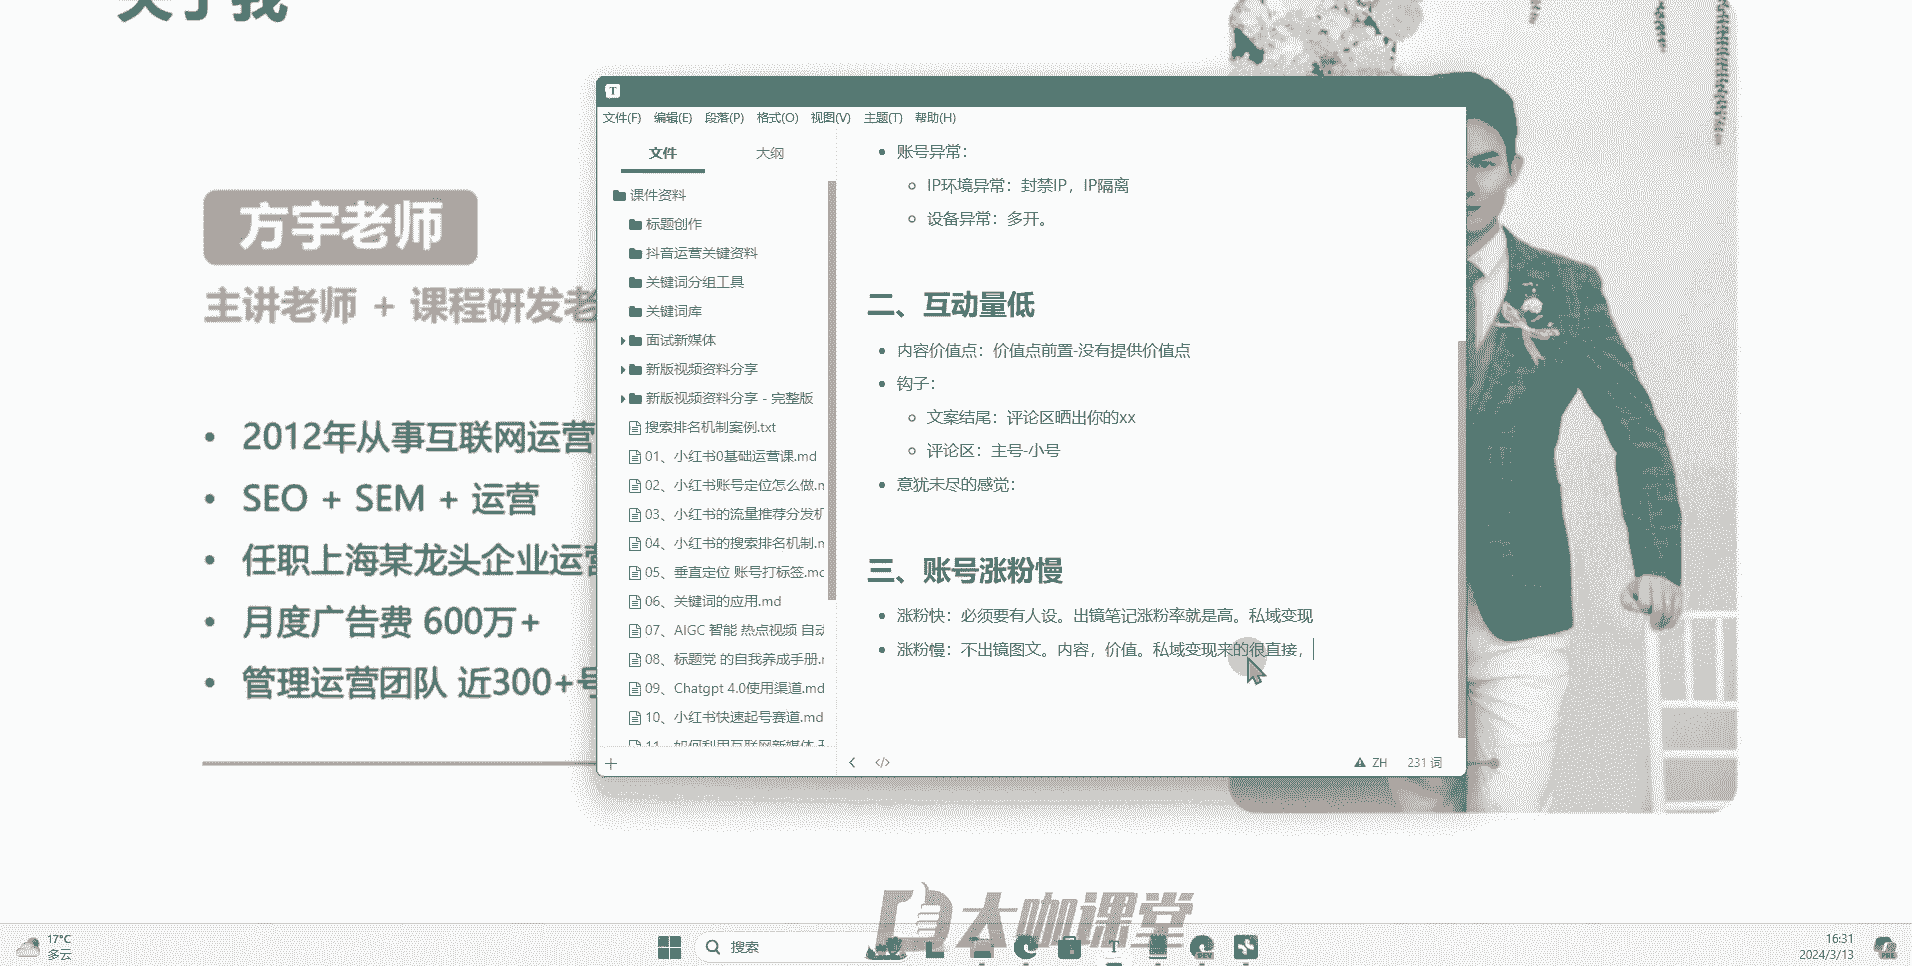 关于我
方宇老师
主讲老师 + 课程研发老
2012年从事互联网运营
SEO + SEM + 运营
任职上海某龙头企业运营
月度广告费 600万+
管理运营团队 近300+号
T
文件(F) 编辑(E) 段落(P) 格式(O) 视图(V) 主题(T) 帮助(H)
文件 大纲
课件资料
标题创作
抖音运营关键资料
关键词分组工具
关键词库
面试新媒体
新版视频资料分享
新版视频资料分享 - 完整版
搜索排名机制案例.txt
01、小红书0基础运营课.md
02、小红书账号定位怎么做.m
03、小红书的流量推荐分发机
04、小红书的搜索排名机制.m
05、垂直定位 账号打标签.md
06、关键词的应用.md
07、AIGC 智能 热点视频 自动
08、标题党 的自我养成手册.m
09、Chatgpt 4.0使用渠道.md
10、小红书快速起号赛道.md
11、如何利用互联网新媒体
账号异常：
IP环境异常：封禁IP，IP隔离
设备异常：多开。
二、互动量低
内容价值点：价值点前置-没有提供价值点
钩子：
文案结尾：评论区晒出你的xx
评论区：主号-小号
意犹未尽的感觉：
三、账号涨粉慢
涨粉快：必须要有人设。出镜笔记涨粉率就是高。私域变现
涨粉慢：不出镜图文。内容，价值。私域变现来的很直接，
ZH 231 词
大咖课堂
17°C
多云
搜索
T
DEV
16:31
2024/3/13
PRE